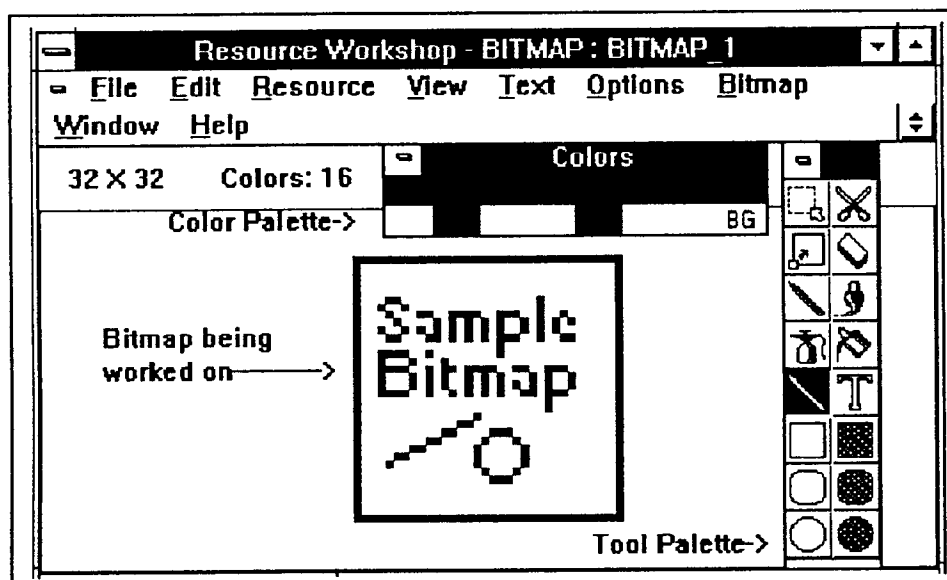 Resource Workshop - BITMAP : BITMAP_1
File Edit Resource View Text Options Bitmap
Window Help
32 X 32 Colors: 16
Colors
Color Palette->
BG
Sample
Bitmap
Bitmap being
worked on——>
T
Tool Palette->